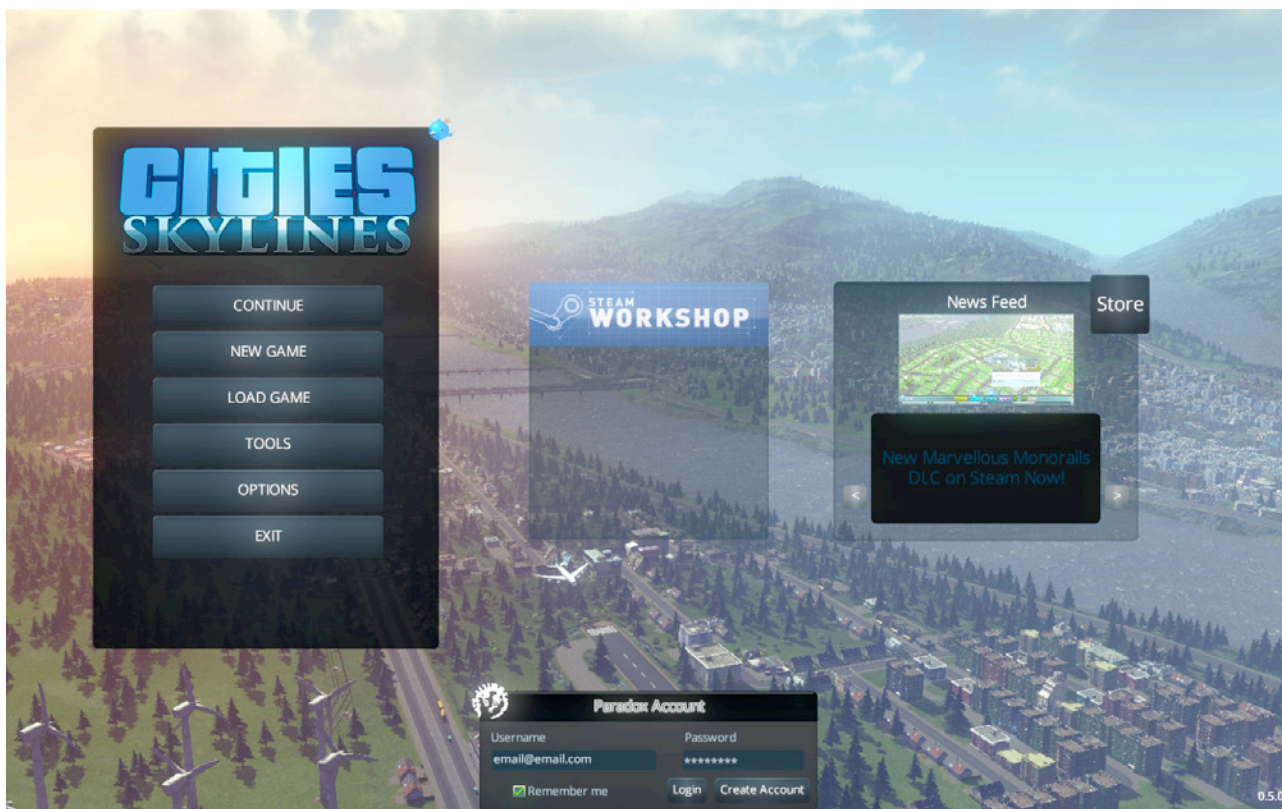 CITIES
SKYLINES
CONTINUE
NEW GAME
LOAD GAME
TOOLS
OPTIONS
EXIT
STEAM
WORKSHOP
News Feed
Store
New Marvellous Monorails
DLC on Steam Now!
<
>
Paradox Account
Username
Password
email@email.com
********
Remember me
Login
Create Account